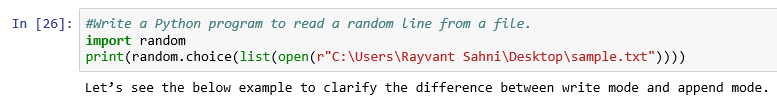 In [26]: #Write a Python program to read a random line from a file.
import random
print(random.choice(list(open(r"C:\Users\Rayvant Sahni\Desktop\sample.txt"))))
Let’s see the below example to clarify the difference between write mode and append mode.